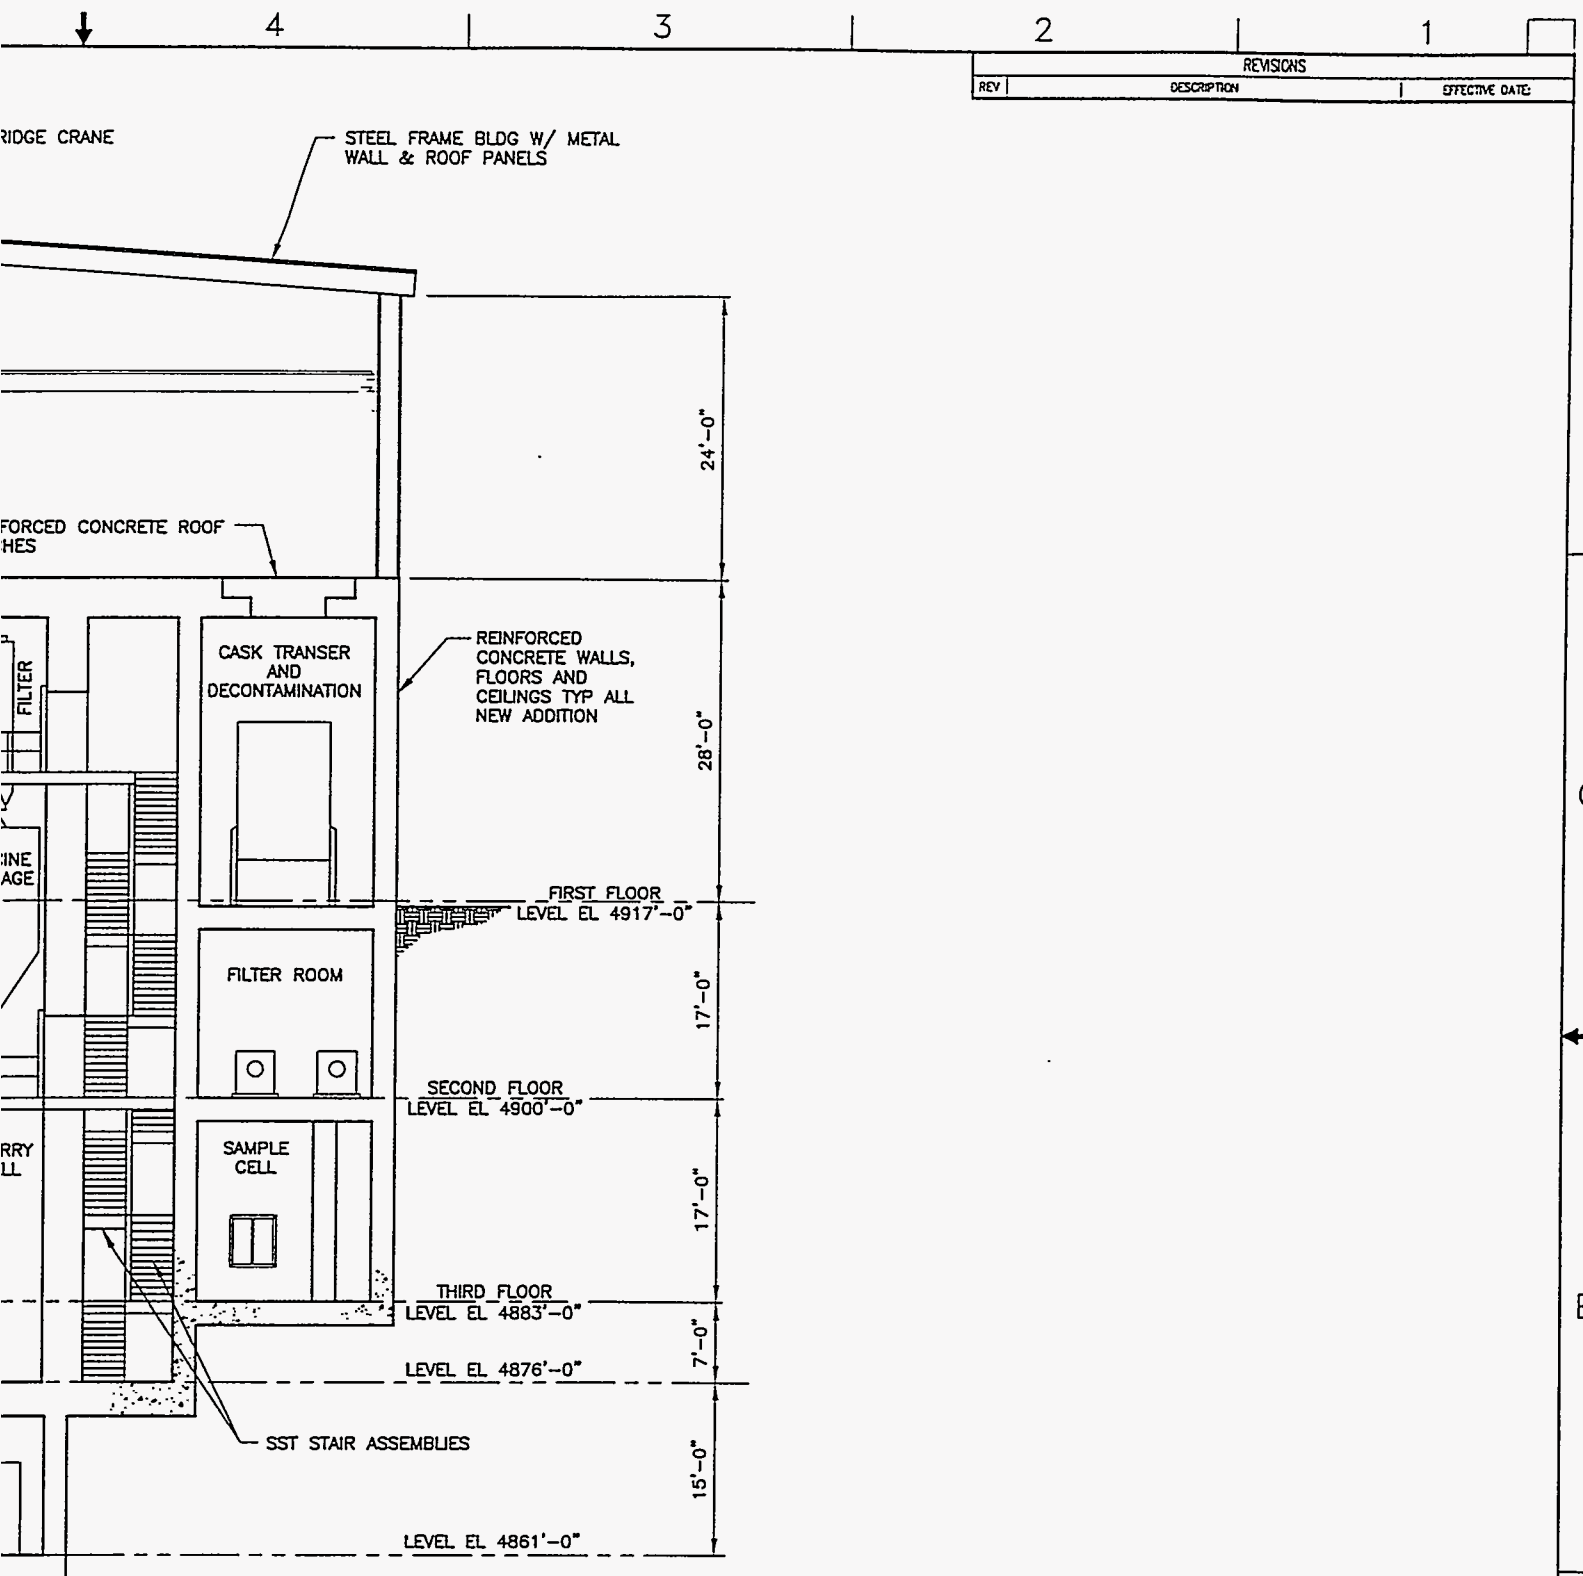 4 3 2 1
REVISIONS
REV DESCRIPTION EFFECTIVE DATE:
RIDGE CRANE
STEEL FRAME BLDG W/ METAL
WALL & ROOF PANELS
24'-0"
FORCED CONCRETE ROOF
HES
CASK TRANSER
AND
DECONTAMINATION
FILTER
REINFORCED
CONCRETE WALLS,
FLOORS AND
CEILINGS TYP ALL
NEW ADDITION
28'-0"
INE
AGE
FIRST FLOOR
LEVEL EL 4917'-0"
FILTER ROOM
17'-0"
SECOND FLOOR
LEVEL EL 4900'-0"
RRY
LL
SAMPLE
CELL
17'-0"
THIRD FLOOR
LEVEL EL 4883'-0"
7'-0"
LEVEL EL 4876'-0"
SST STAIR ASSEMBLIES
15'-0"
LEVEL EL 4861'-0"